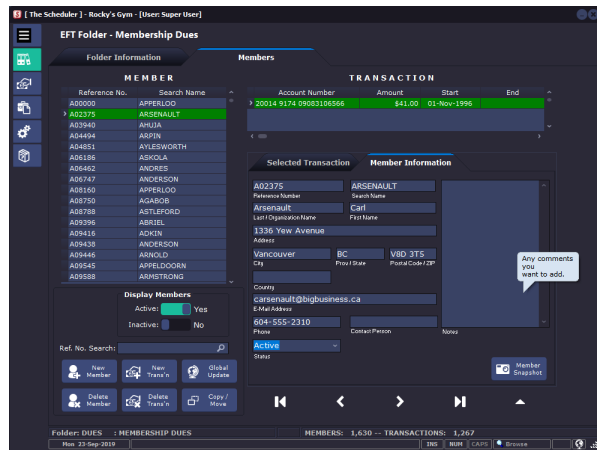 [ The Scheduler ] - Rocky's Gym - [User: Super User]
EFT Folder - Membership Dues
Folder Information
Members
MEMBER
Reference No. Search Name
A00000 APPERLOO
A02375 ARSENAULT
A03940 AHUJA
A04494 ARPIN
A04851 AYLESWORTH
A06186 ASKOLA
A06462 ANDRES
A06747 ANDERSON
A08160 APPERLOO
A08750 AGABOB
A08788 ASTLEFORD
A09396 ABRIEL
A09416 ADKIN
A09438 ANDERSON
A09446 ARNOLD
A09545 APPELDOORN
A09588 ARMSTRONG
Display Members
Active: Yes
Inactive: No
Ref. No. Search:
New Member
New Trans'n
Global Update
Delete Member
Delete Trans'n
Copy / Move
TRANSACTION
Account Number Amount Start End
20014 9174 09083106566 $41.00 01-Nov-1996
Selected Transaction
Member Information
A02375 ARSENAULT
Reference Number Search Name
Arsenault Carl
Last / Organization Name First Name
1336 Yew Avenue
Address
Vancouver BC V8D 3T5
City Prov / State Postal Code / ZIP
Country
carsenault@bigbusiness.ca
E-Mail Address
604-555-2310
Phone Contact Person Notes
Active
Status
Any comments
you
want to add.
Member Snapshot
Folder: DUES : MEMBERSHIP DUES MEMBERS: 1,630 -- TRANSACTIONS: 1,267
Mon 23-Sep-2019 INS NUM CAPS Browse